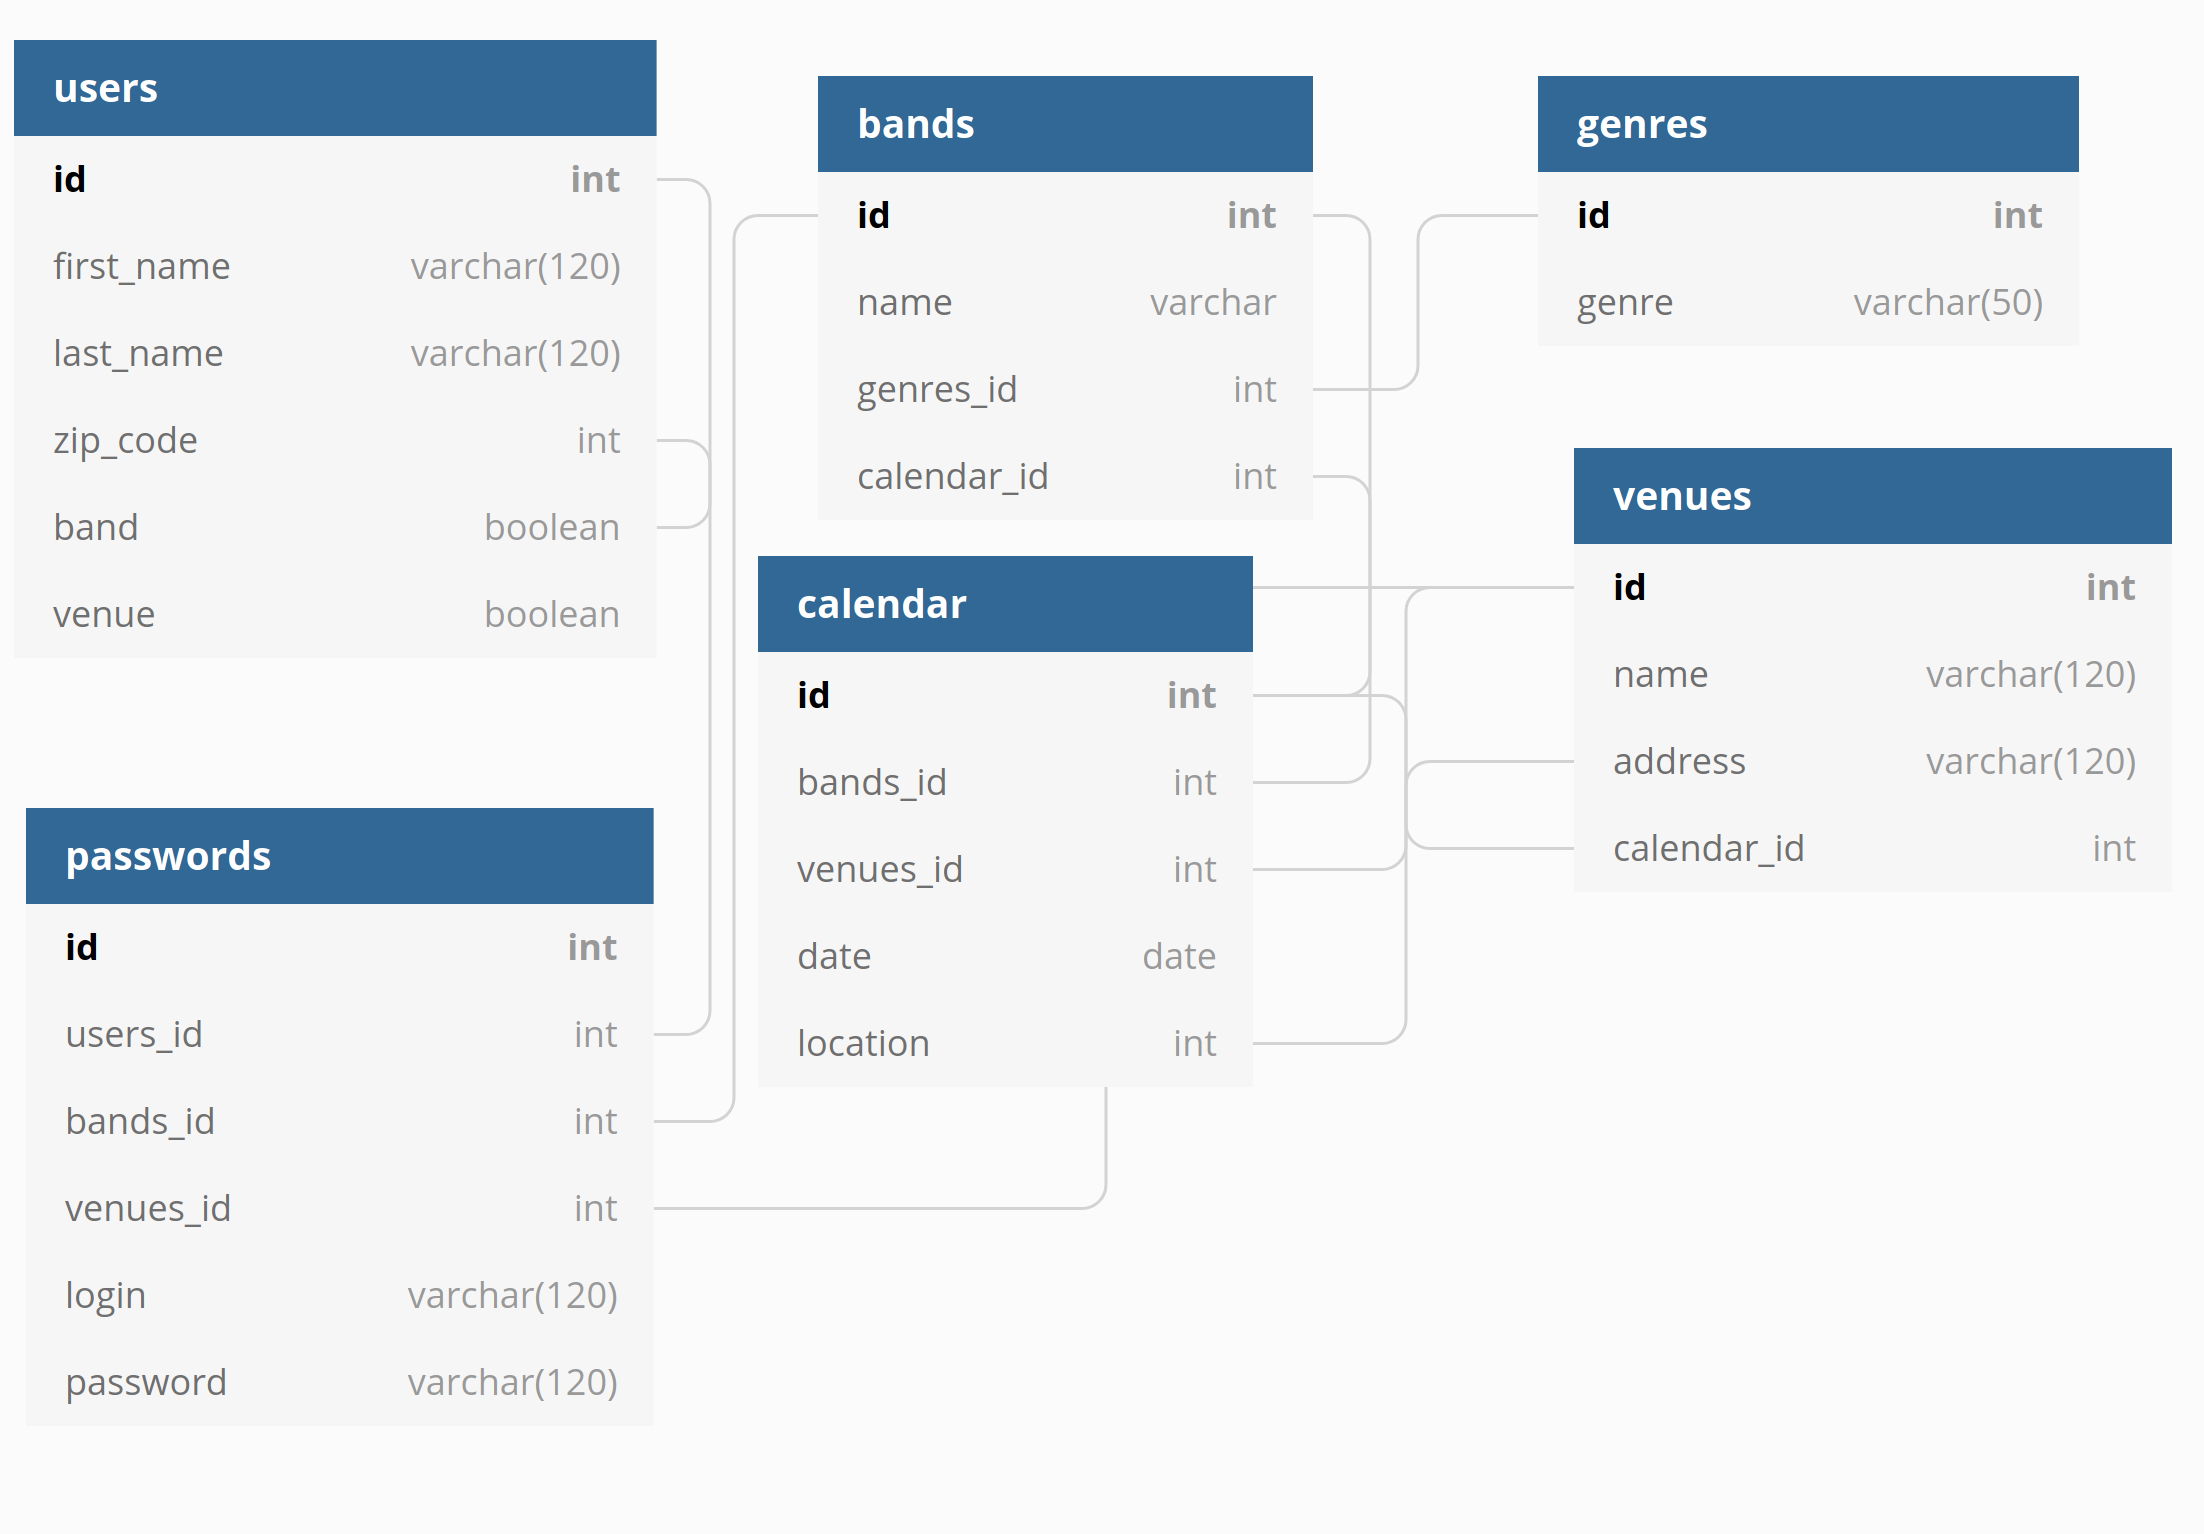 users
id int
first_name varchar(120)
last_name varchar(120)
zip_code int
band boolean
venue boolean
bands
id int
name varchar
genres_id int
calendar_id int
genres
id int
genre varchar(50)
venues
id int
name varchar(120)
address varchar(120)
calendar_id int
calendar
id int
bands_id int
venues_id int
date date
location int
passwords
id int
users_id int
bands_id int
venues_id int
login varchar(120)
password varchar(120)